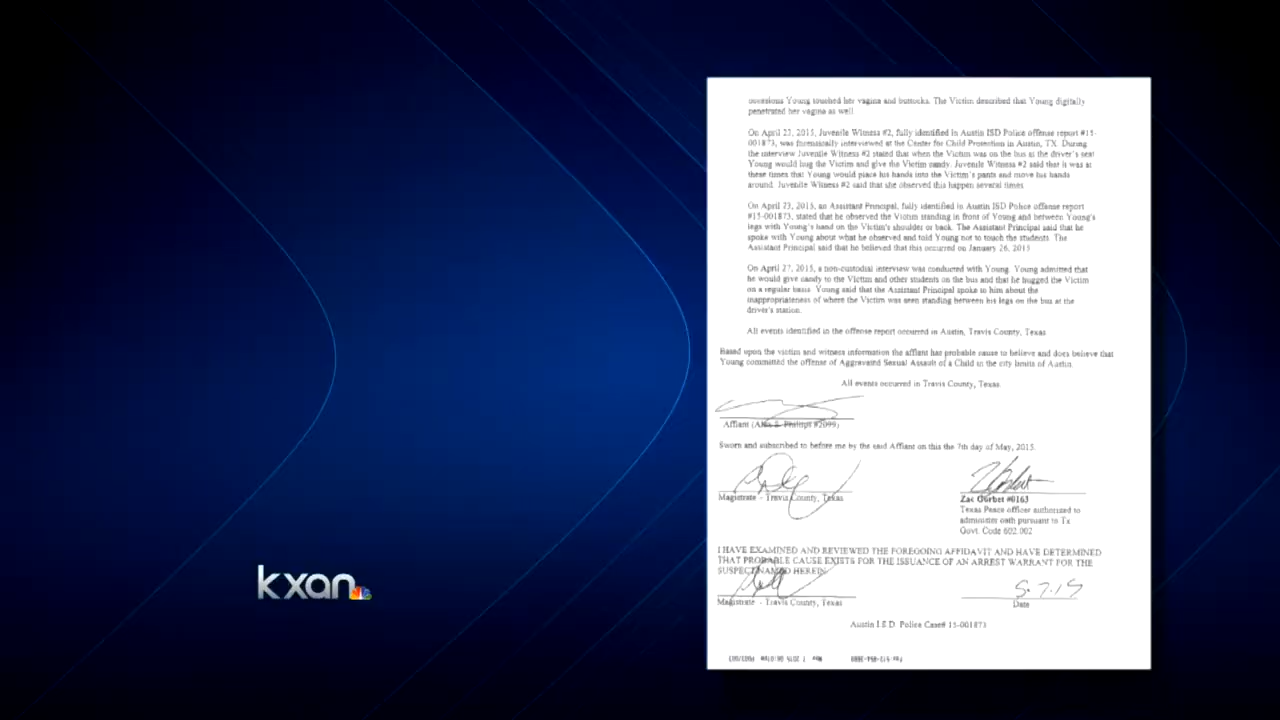 occasions Young touched her vagina and buttocks. The Victim described that Young digitally
penetrated her vagina as well.
On April 23, 2015, Juvenile Witness #2, fully identified in Austin ISD Police offense report #15-
001873, was forensically interviewed at the Center for Child Protection in Austin, TX. During
the interview Juvenile Witness #2 stated that when the Victim was on the bus at the driver's seat
Young would hug the Victim and give the Victim candy. Juvenile Witness #2 said that it was at
these times that Young would place his hands into the Victim's pants and move his hands
around. Juvenile Witness #2 said that she observed this happen several times.
On April 23, 2015, an Assistant Principal, fully identified in Austin ISD Police offense report
#15-001873, stated that he observed the Victim standing in front of Young and between Young's
legs with Young's hand on the Victim's shoulder or back. The Assistant Principal said that he
spoke with Young about what he observed and told Young not to touch the students. The
Assistant Principal said that he believed that this occurred on January 26, 2015
On April 27, 2015, a non-custodial interview was conducted with Young. Young admitted that
he would give candy to the Victim and other students on the bus and that he hugged the Victim
on a regular basis. Young said that the Assistant Principal spoke to him about the
inappropriateness of where the Victim was seen standing between his legs on the bus at the
driver's station.
All events identified in the offense report occurred in Austin, Travis County, Texas
Based upon the victim and witness information the affiant has probable cause to believe and does believe that
Young committed the offense of Aggravated Sexual Assault of a Child in the city limits of Austin.
All events occurred in Travis County, Texas.
Affiant (#2099)
Sworn and subscribed to before me by the said Affiant on this the 7th day of May, 2015.
Magistrate - Travis County, Texas
Zac Gorbet #0163
Texas Peace officer authorized to
administer oath pursuant to Tx
Govt. Code 602.002
I HAVE EXAMINED AND REVIEWED THE FOREGOING AFFIDAVIT AND HAVE DETERMINED
THAT PROBABLE CAUSE EXISTS FOR THE ISSUANCE OF AN ARREST WARRANT FOR THE
SUSPECT NAMED HEREIN
Magistrate - Travis County, Texas
5-7-15
Date
Austin I.S.D. Police Case# 15-001873
kxan